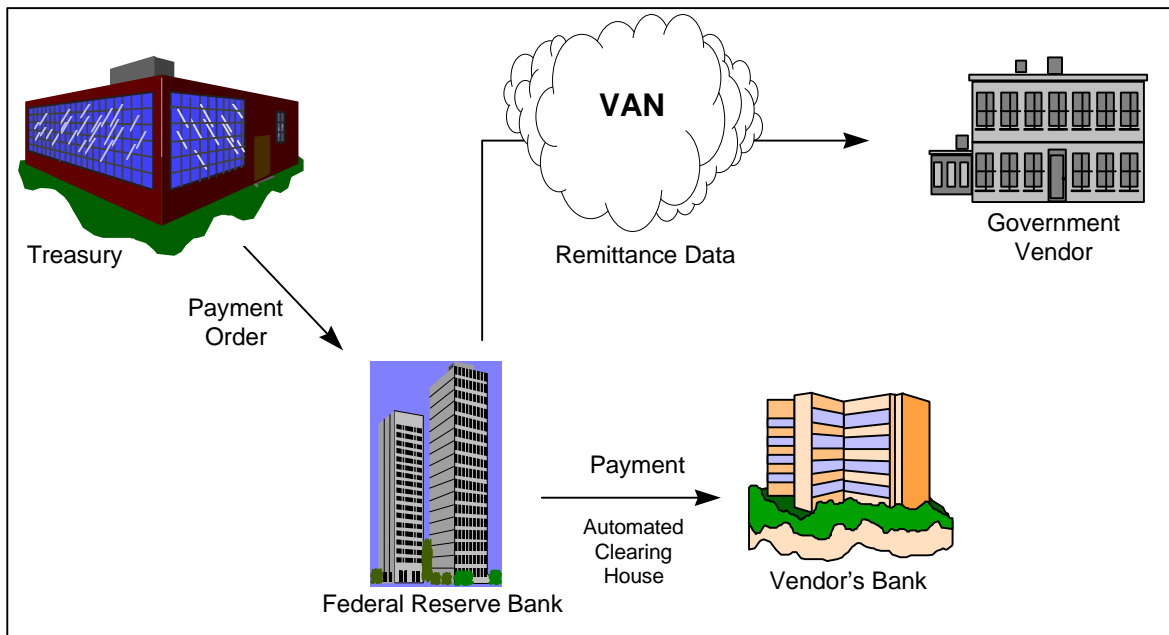 VAN
Treasury
Remittance Data
Government
Vendor
Payment
Order
Payment
Automated
Clearing
House
Federal Reserve Bank
Vendor's Bank